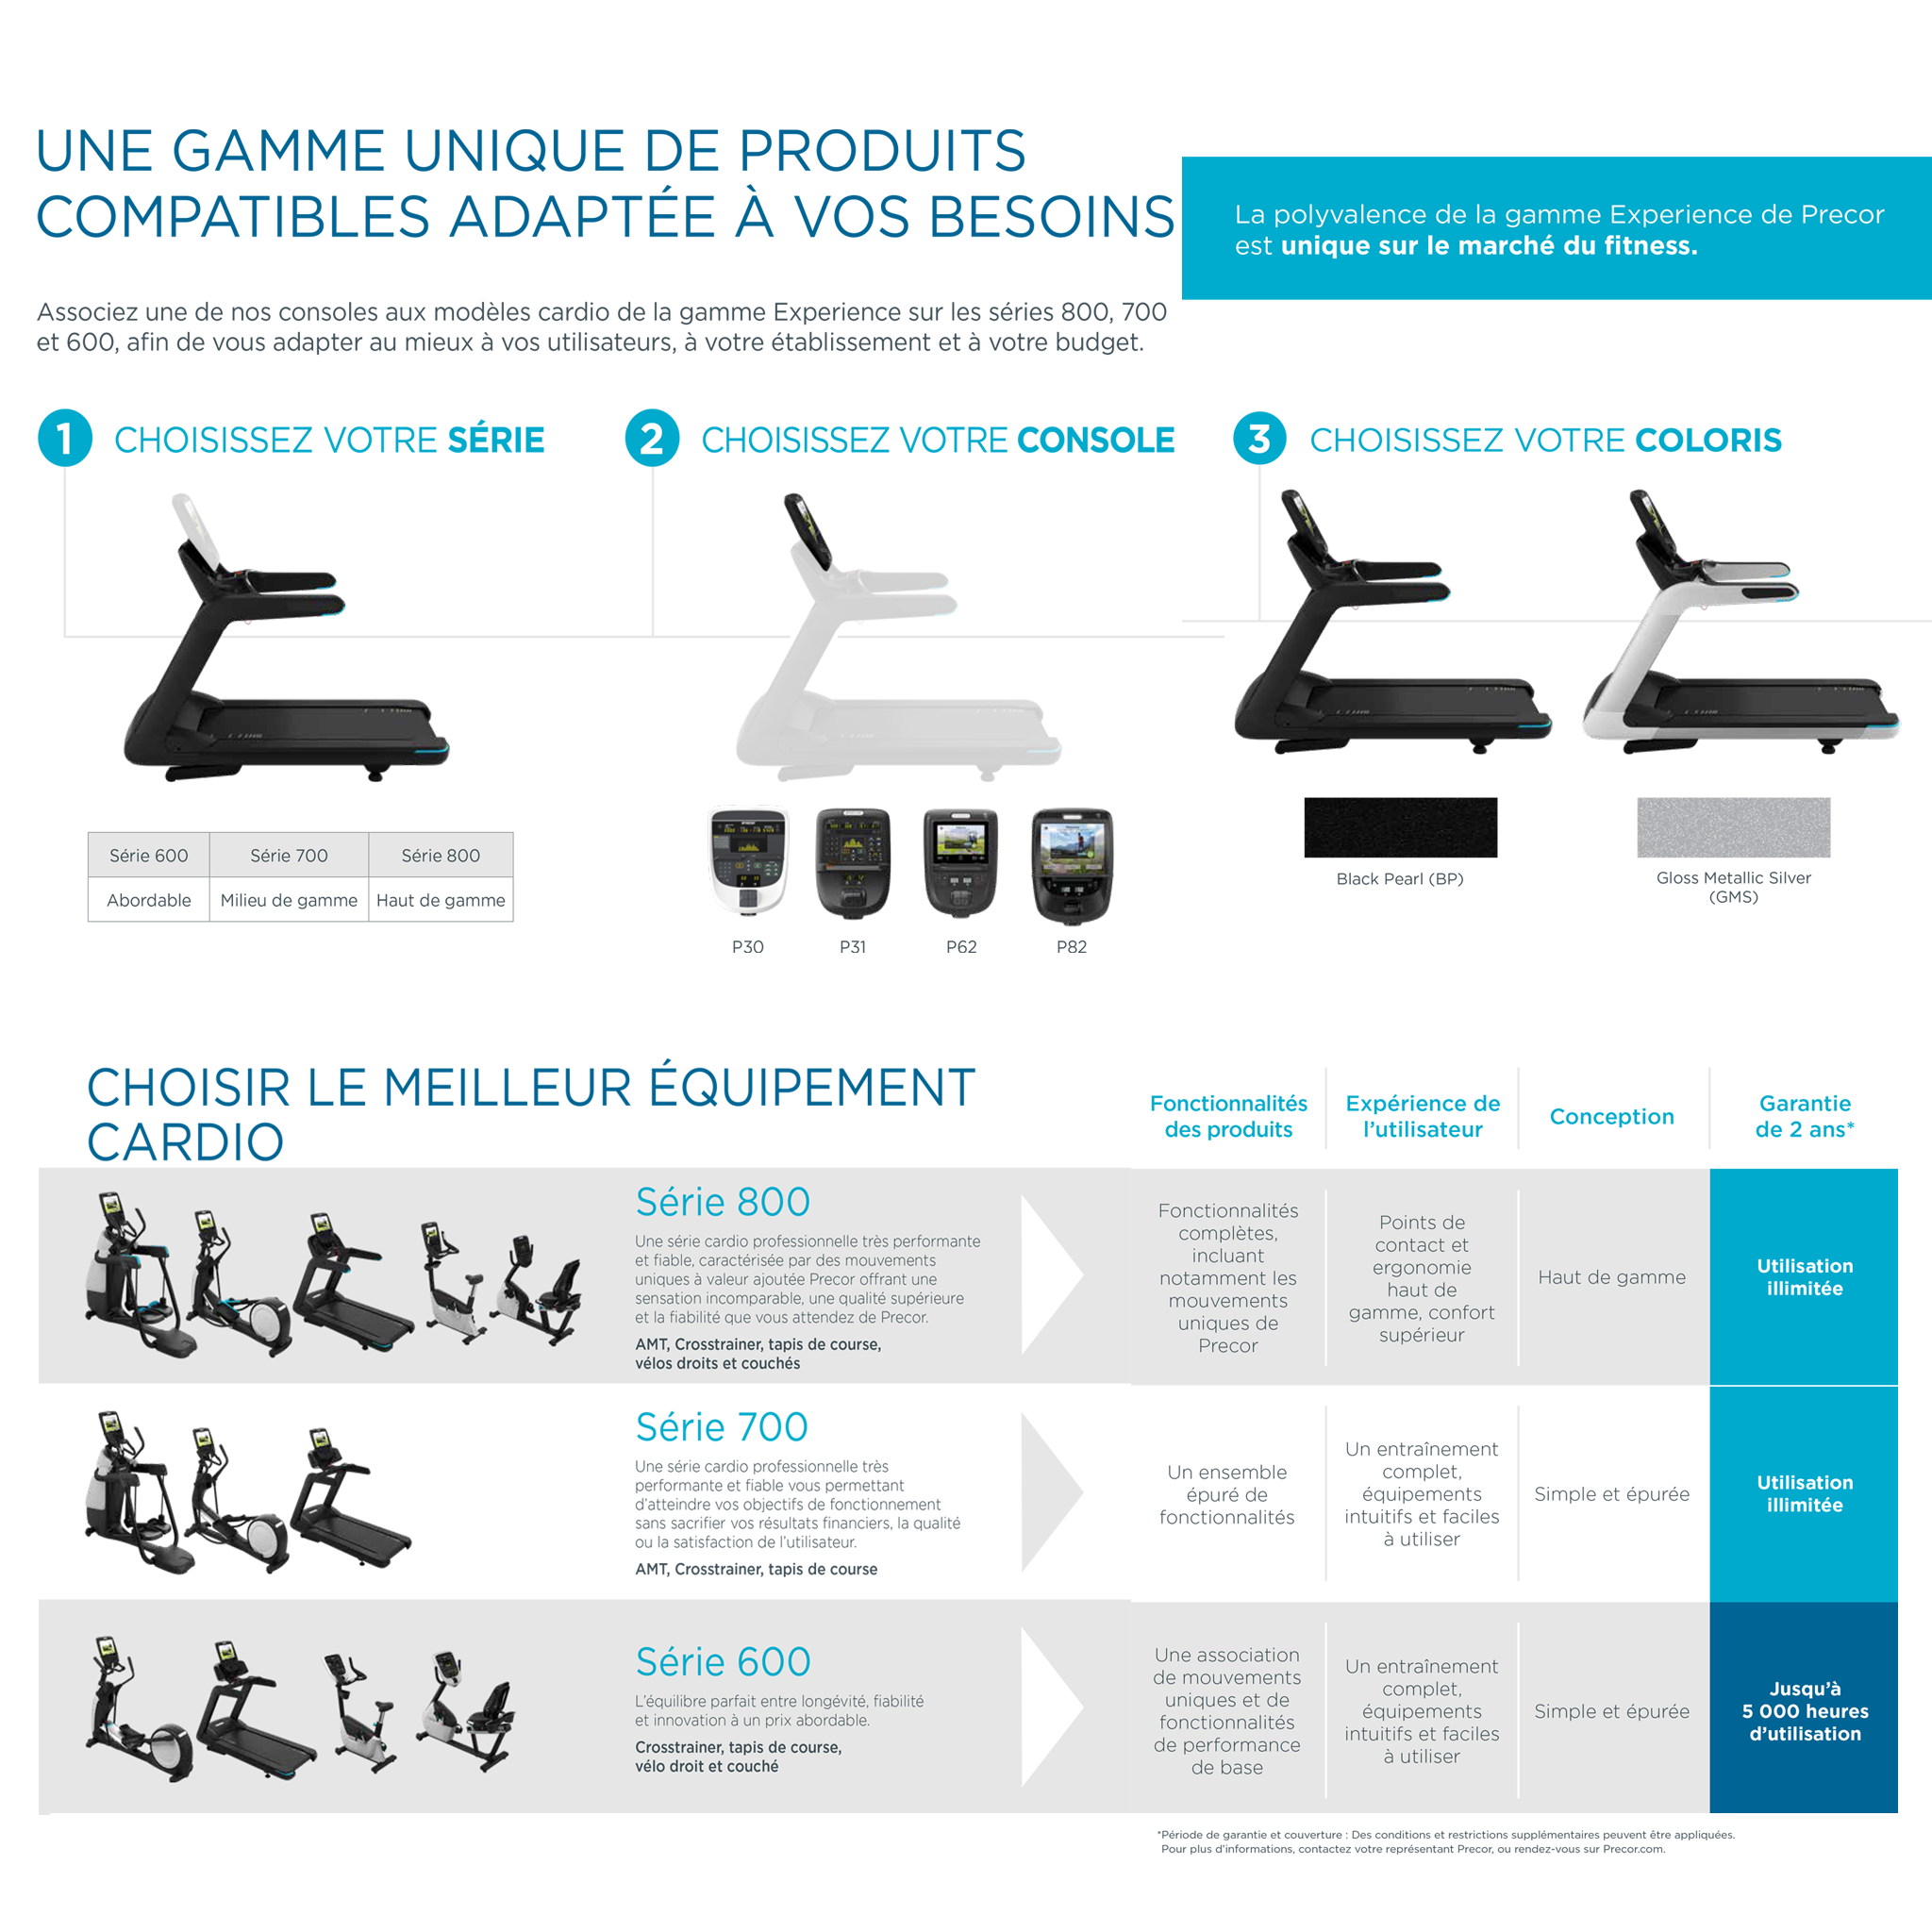 UNE GAMME UNIQUE DE PRODUITS
COMPATIBLES ADAPTÉE À VOS BESOINS
La polyvalence de la gamme Experience de Precor
est unique sur le marché du fitness.
Associez une de nos consoles aux modèles cardio de la gamme Experience sur les séries 800, 700
et 600, afin de vous adapter au mieux à vos utilisateurs, à votre établissement et à votre budget.
1 CHOISISSEZ VOTRE SÉRIE
2 CHOISISSEZ VOTRE CONSOLE
3 CHOISISSEZ VOTRE COLORIS
Série 600 Série 700 Série 800
Abordable Milieu de gamme Haut de gamme
P30 P31 P62 P82
Black Pearl (BP)
Gloss Metallic Silver
(GMS)
CHOISIR LE MEILLEUR ÉQUIPEMENT
CARDIO
Fonctionnalités
des produits
Expérience de
l'utilisateur
Conception
Garantie
de 2 ans*
Série 800
Une série cardio professionnelle très performante
et fiable, caractérisée par des mouvements
uniques à valeur ajoutée Precor offrant une
sensation incomparable, une qualité supérieure
et la fiabilité que vous attendez de Precor.
AMT, Crosstrainer, tapis de course,
vélos droits et couchés
Fonctionnalités
complètes,
incluant
notamment les
mouvements
uniques de
Precor
Points de
contact et
ergonomie
haut de
gamme, confort
supérieur
Haut de gamme
Utilisation
illimitée
Série 700
Une série cardio professionnelle très
performante et fiable vous permettant
d'atteindre vos objectifs de fonctionnement
sans sacrifier vos résultats financiers, la qualité
ou la satisfaction de l'utilisateur.
AMT, Crosstrainer, tapis de course
Un ensemble
épuré de
fonctionnalités
Un entraînement
complet,
équipements
intuitifs et faciles
à utiliser
Simple et épurée
Utilisation
illimitée
Série 600
L'équilibre parfait entre longévité, fiabilité
et innovation à un prix abordable.
Crosstrainer, tapis de course,
vélo droit et couché
Une association
de mouvements
uniques et de
fonctionnalités
de performance
de base
Un entraînement
complet,
équipements
intuitifs et faciles
à utiliser
Simple et épurée
Jusqu'à
5 000 heures
d'utilisation
*Période de garantie et couverture : Des conditions et restrictions supplémentaires peuvent être appliquées.
Pour plus d'informations, contactez votre représentant Precor, ou rendez-vous sur Precor.com.